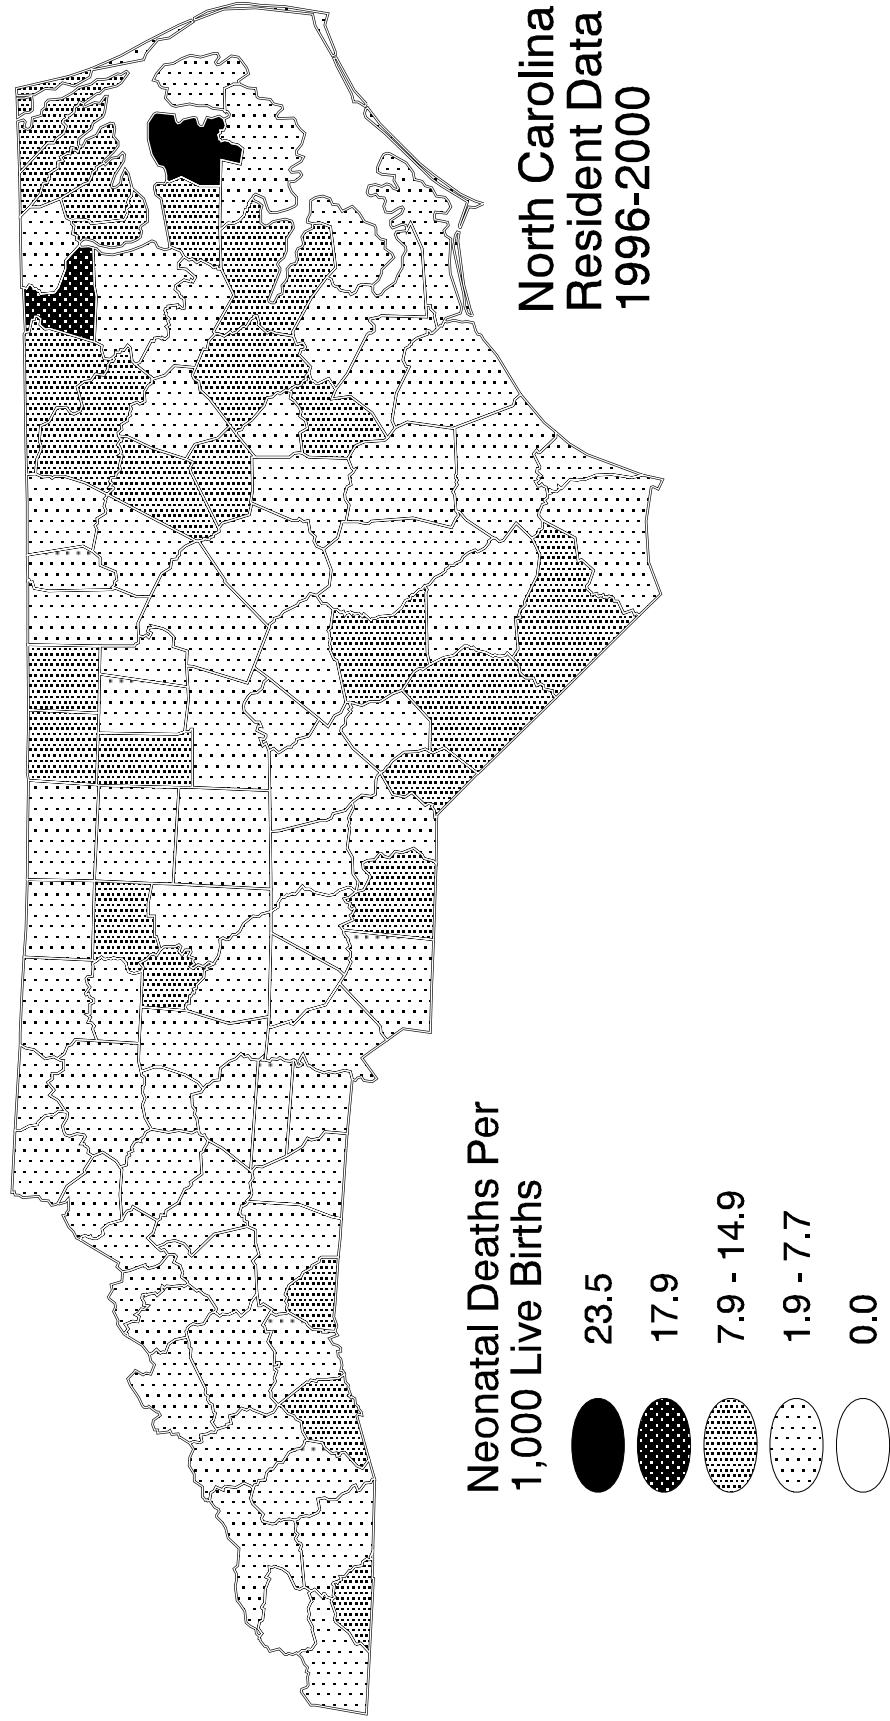 North Carolina
Resident Data
1996-2000
Neonatal Deaths Per
1,000 Live Births
23.5
17.9
7.9 - 14.9
1.9 - 7.7
0.0